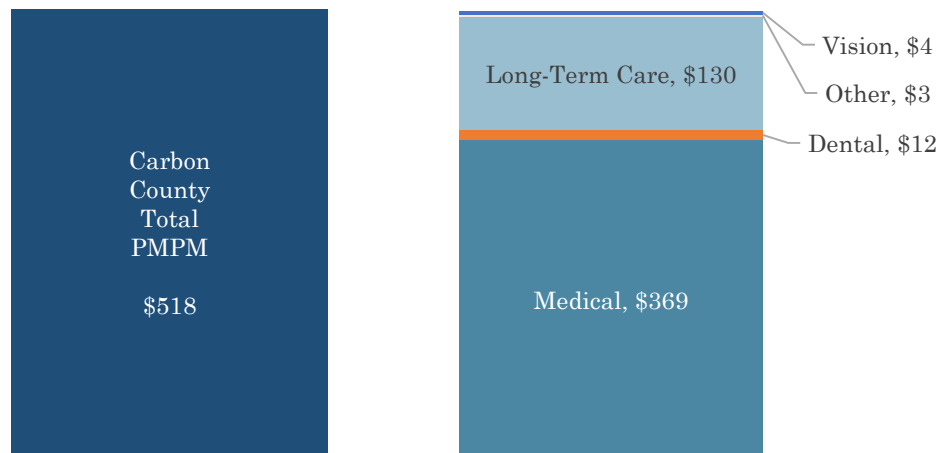 Carbon
County
Total
PMPM
$518
Vision, $4
Long-Term Care, $130
Other, $3
Dental, $12
Medical, $369